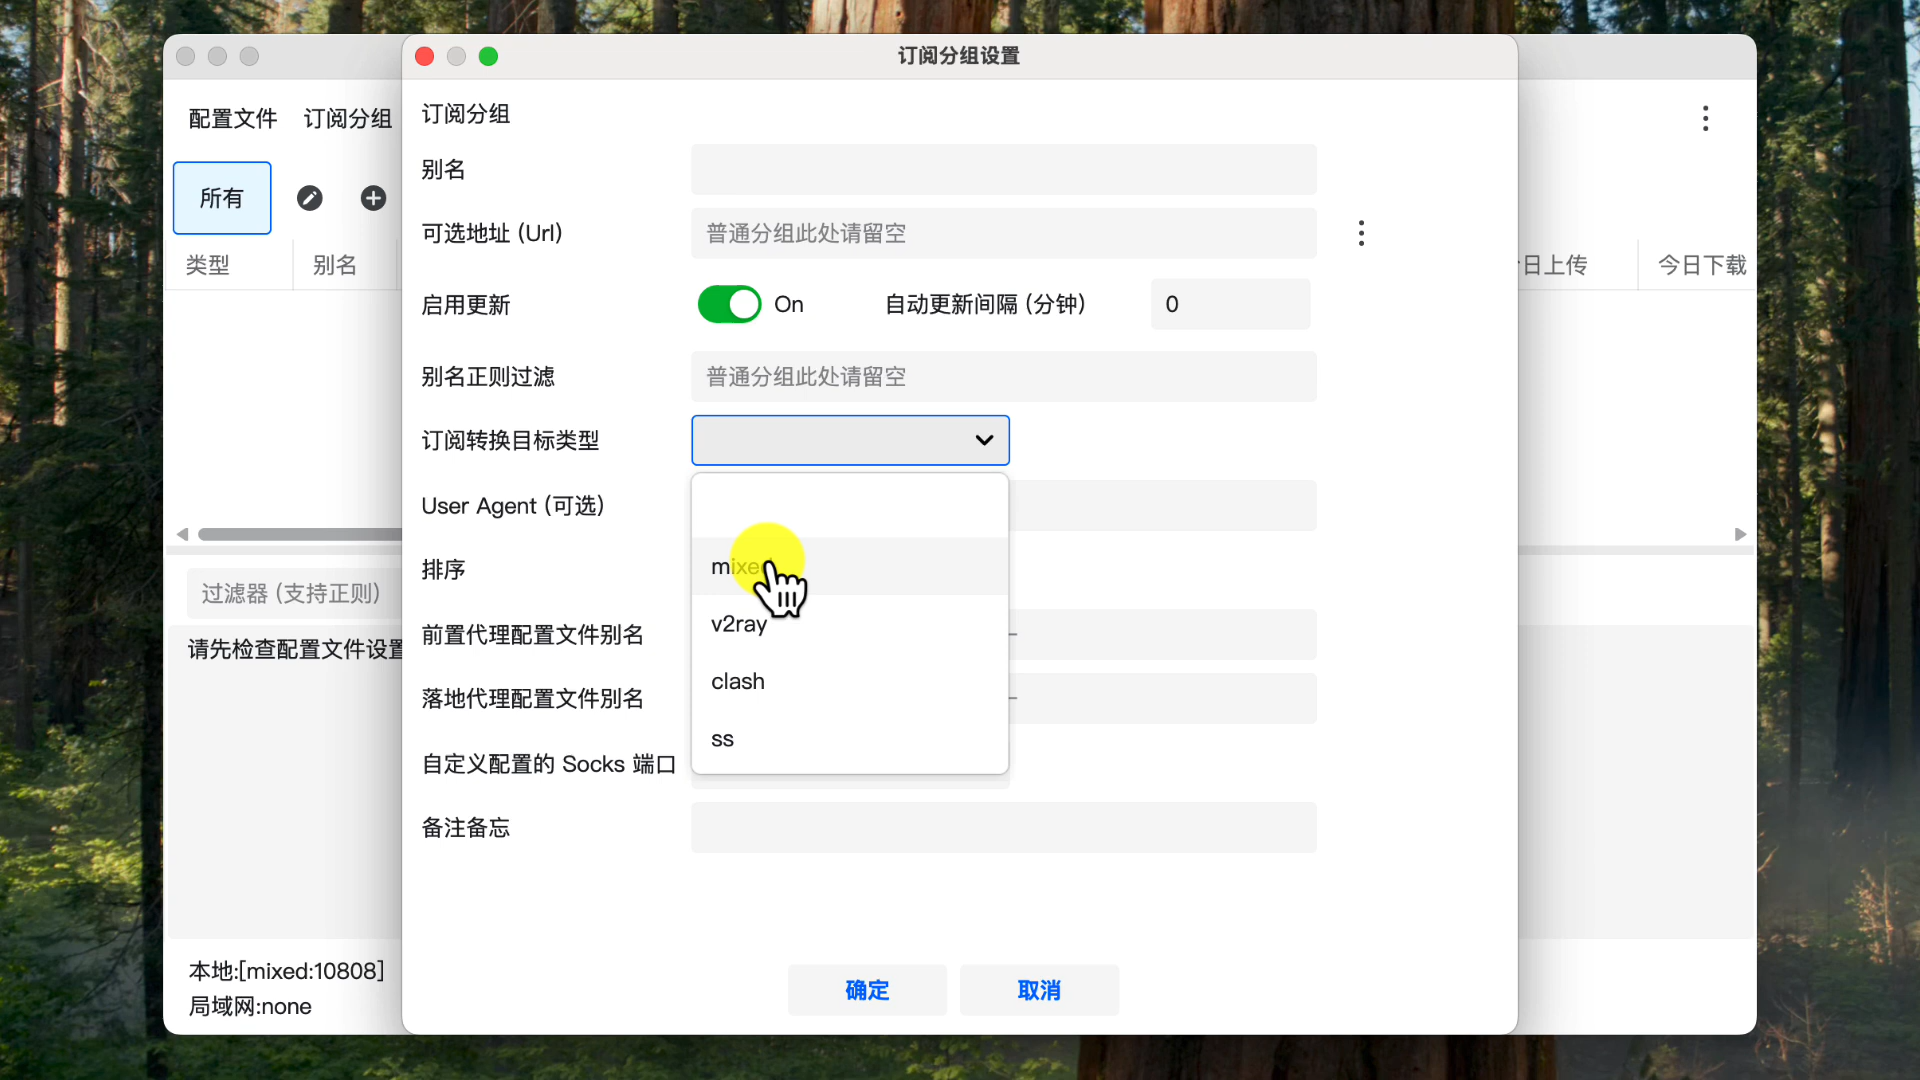 订阅分组设置
配置文件 订阅分组
所有
类型 别名
日上传 今日下载
过滤器 (支持正则)
请先检查配置文件设置
本地:[mixed:10808]
局域网:none
订阅分组
别名
可选地址 (Url) 普通分组此处请留空
启用更新 On 自动更新间隔 (分钟) 0
别名正则过滤 普通分组此处请留空
订阅转换目标类型
User Agent (可选)
排序
前置代理配置文件别名
落地代理配置文件别名
自定义配置的 Socks 端口
备注备忘
mixed
v2ray
clash
ss
确定 取消